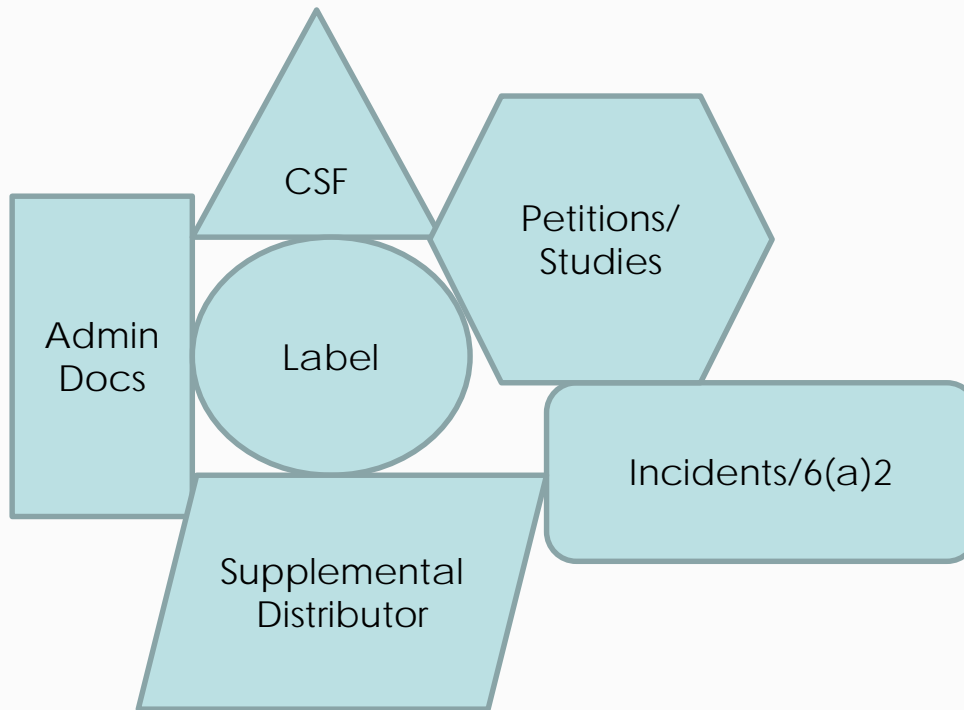 CSF
Petitions/
Studies
Admin
Docs
Label
Incidents/6(a)2
Supplemental
Distributor